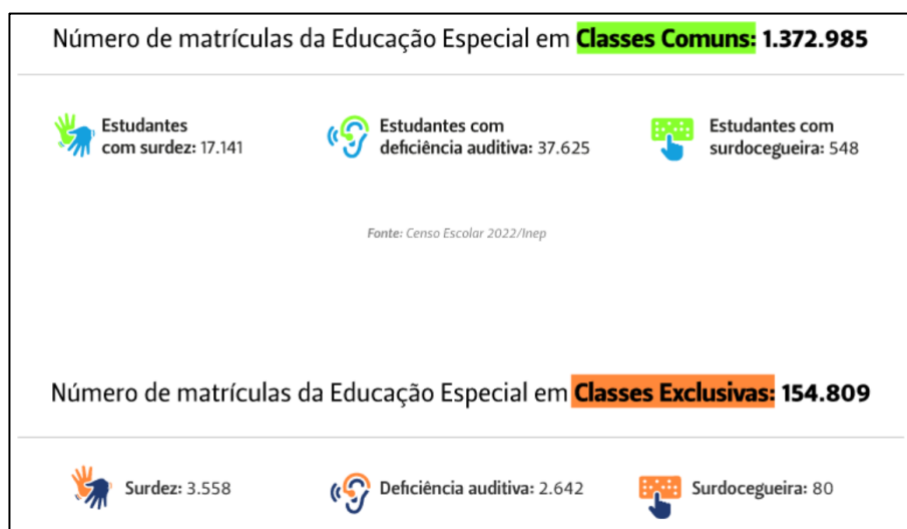 Número de matrículas da Educação Especial em Classes Comuns: 1.372.985
Estudantes
com surdez: 17.141
Estudantes com
deficiência auditiva: 37.625
Estudantes com
surdocegueira: 548
Fonte: Censo Escolar 2022/Inep
Número de matrículas da Educação Especial em Classes Exclusivas: 154.809
Surdez: 3.558
Deficiência auditiva: 2.642
Surdocegueira: 80